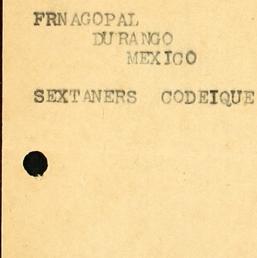 FRNAGOPAL
DURANGO
MEXICO
SEXTANERS CODEIQUE